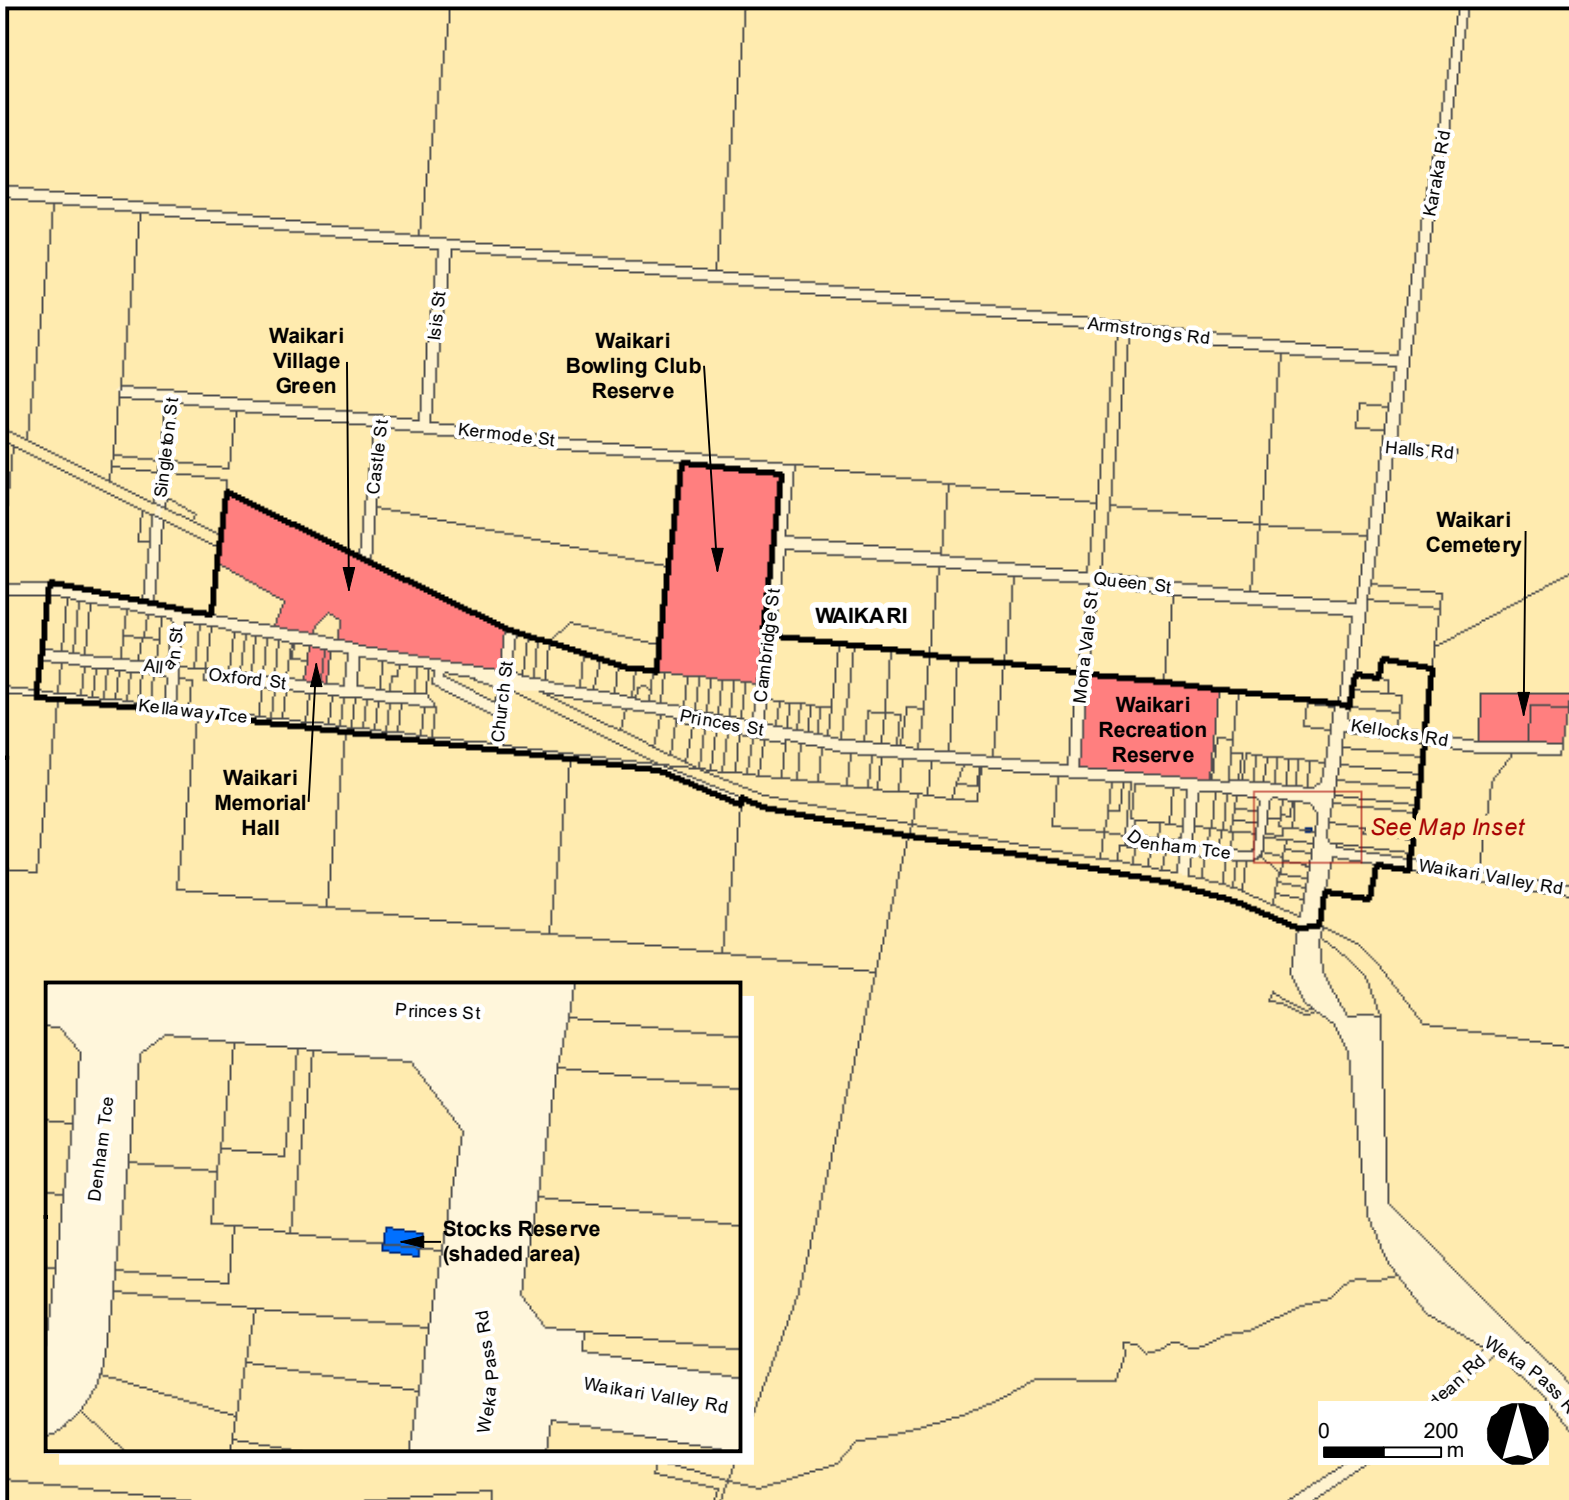 Karaka Rd
Isis St
Armstrongs Rd
Waikari
Village
Green
Waikari
Bowling Club
Reserve
Singleton St
Castle St
Kermode St
Halls Rd
Waikari
Cemetery
Queen St
WAIKARI
Cambridge St
Mona Vale St
Allan St
Oxford St
Church St
Kellaway Tce
Princes St
Waikari
Recreation
Reserve
Kellocks Rd
Waikari
Memorial
Hall
See Map Inset
Denham Tce
Waikari Valley Rd
Princes St
Denham Tce
Stocks Reserve
(shaded area)
Weka Pass Rd
Waikari Valley Rd
Weka Pass R
dean Rd
0 200
m